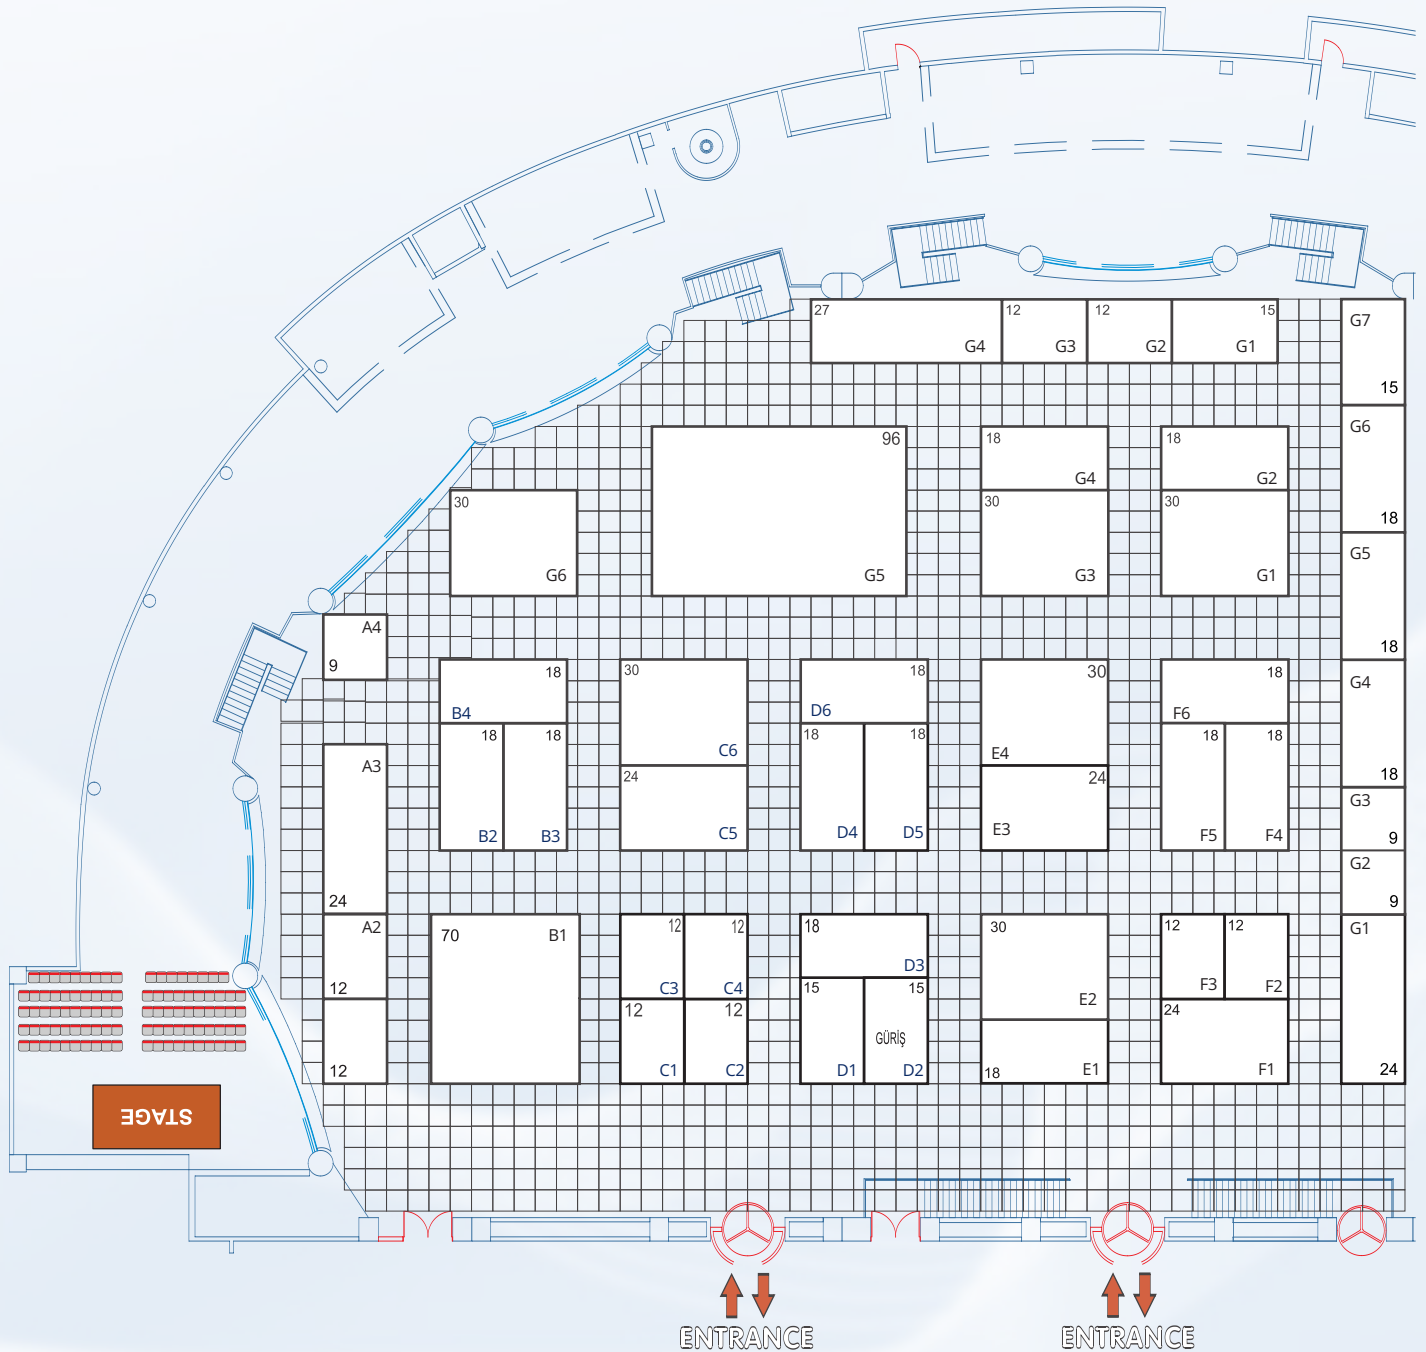 27 12 12 15 G7
G4 G3 G2 G1
15
96 18 18 G6
G4 G2
30 30 30
18
G5
G6 G5 G3 G1
A4
9
18 30 18 30 18
18
G4
B4 D6 E4 F6
18 18 18 18 18 18
C6
A3
24 24
18
G3
B2 B3 C5 D4 D5 E3 F5 F4
9
G2
24
9
A2
70 B1
12 12
18
30
12 12
G1
D3
12
C3 C4
15 15
F3 F2
E2
12 12
24
GÜRİŞ
12
C1 C2
D1 D2
18 E1
F1
24
STAGE
ENTRANCE ENTRANCE